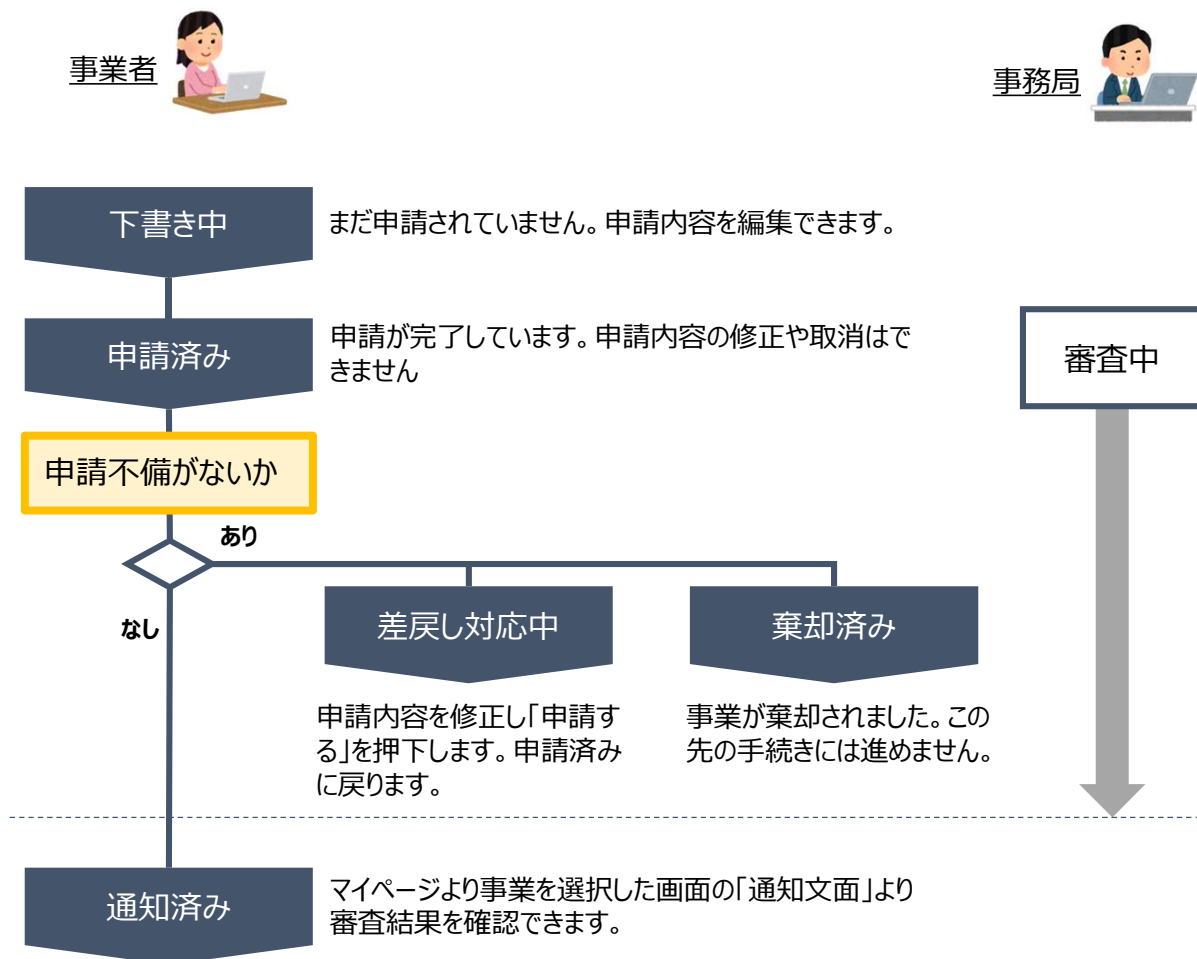 事業者
事務局
下書き中
まだ申請されていません。申請内容を編集できます。
申請済み
申請が完了しています。申請内容の修正や取消はで
きません
審査中
申請不備がないか
あり
なし
差戻し対応中
棄却済み
申請内容を修正し「申請す
る」を押下します。申請済み
に戻ります。
事業が棄却されました。この
先の手続きには進めません。
通知済み
マイページより事業を選択した画面の「通知文面」より
審査結果を確認できます。